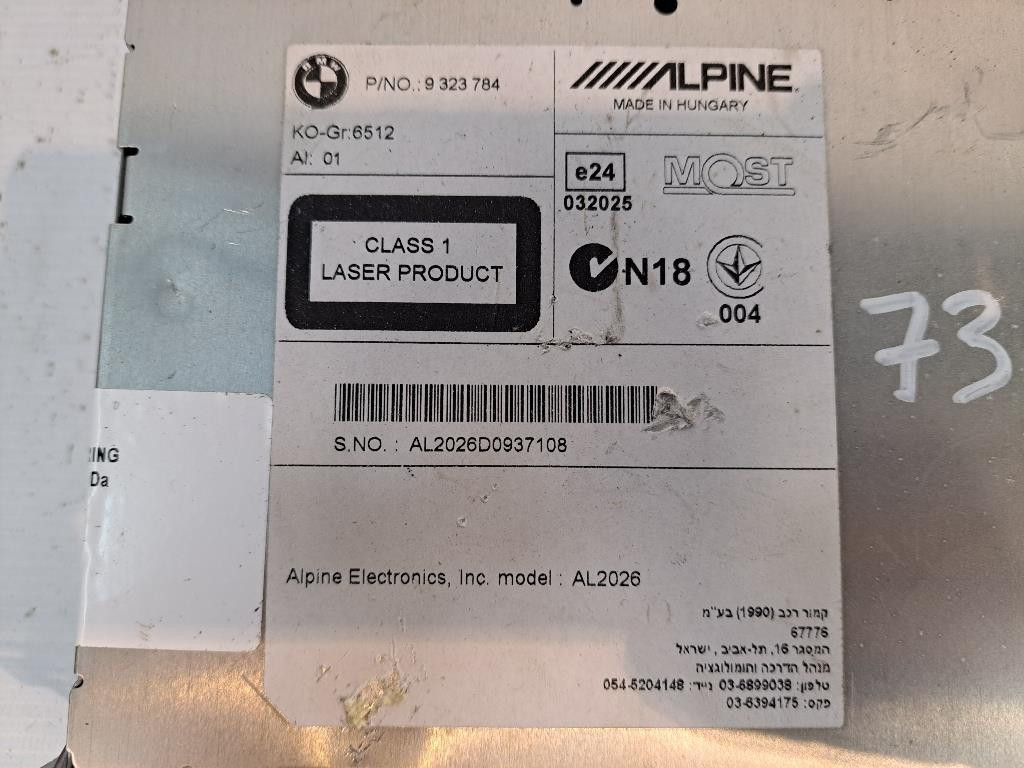 BMW
P/NO.: 9 323 784
ALPINE
MADE IN HUNGARY
KO-Gr:6512
AI: 01
e24
032025
MOST
CLASS 1
LASER PRODUCT
N18
004
73
S.NO. : AL2026D0937108
RING
Da
Alpine Electronics, Inc. model : AL2026
קמור רכב (1990) בע"מ
67776
המסגר 16, תל-אביב, ישראל
מנהל הדרכה והומולוגציה
טלפון: 03-6899038 נייד: 054-5204148
פקס: 03-6394175